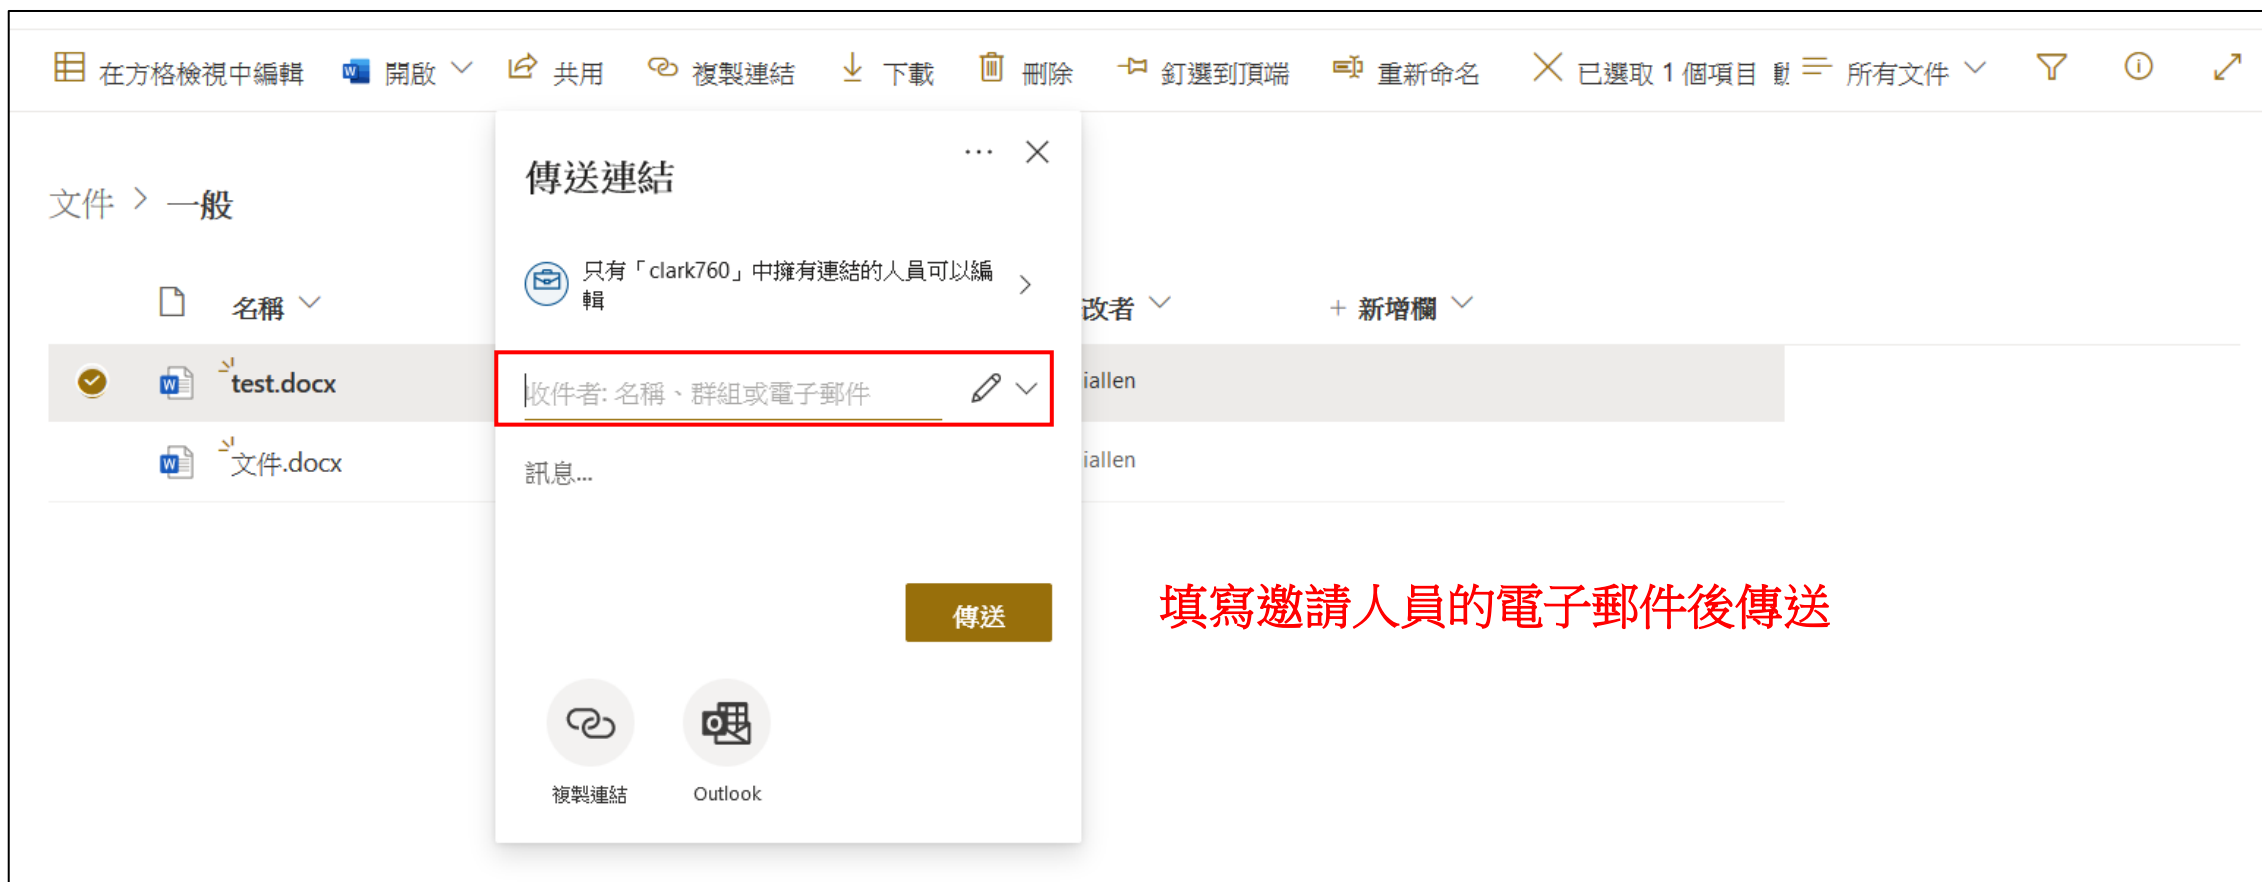 在方格檢視中編輯 開啟 共用 複製連結 下載 刪除 釘選到頂端 重新命名 已選取 1 個項目 所有文件
傳送連結
文件 > 一般
只有「clark760」中擁有連結的人員可以編
輯
名稱 改者 + 新增欄
test.docx iallen
收件者: 名稱、群組或電子郵件
文件.docx iallen
訊息...
填寫邀請人員的電子郵件後傳送
傳送
複製連結 Outlook